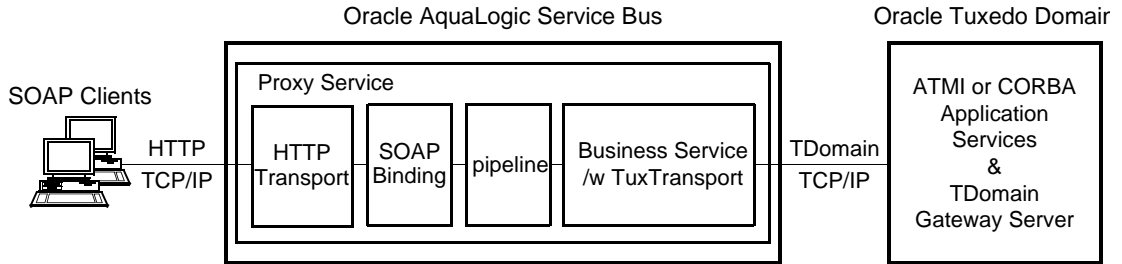 Oracle AquaLogic Service Bus
Oracle Tuxedo Domain
SOAP Clients
HTTP
TCP/IP
Proxy Service
HTTP
Transport
SOAP
Binding
pipeline
Business Service
/w TuxTransport
TDomain
TCP/IP
ATMI or CORBA
Application
Services
&
TDomain
Gateway Server